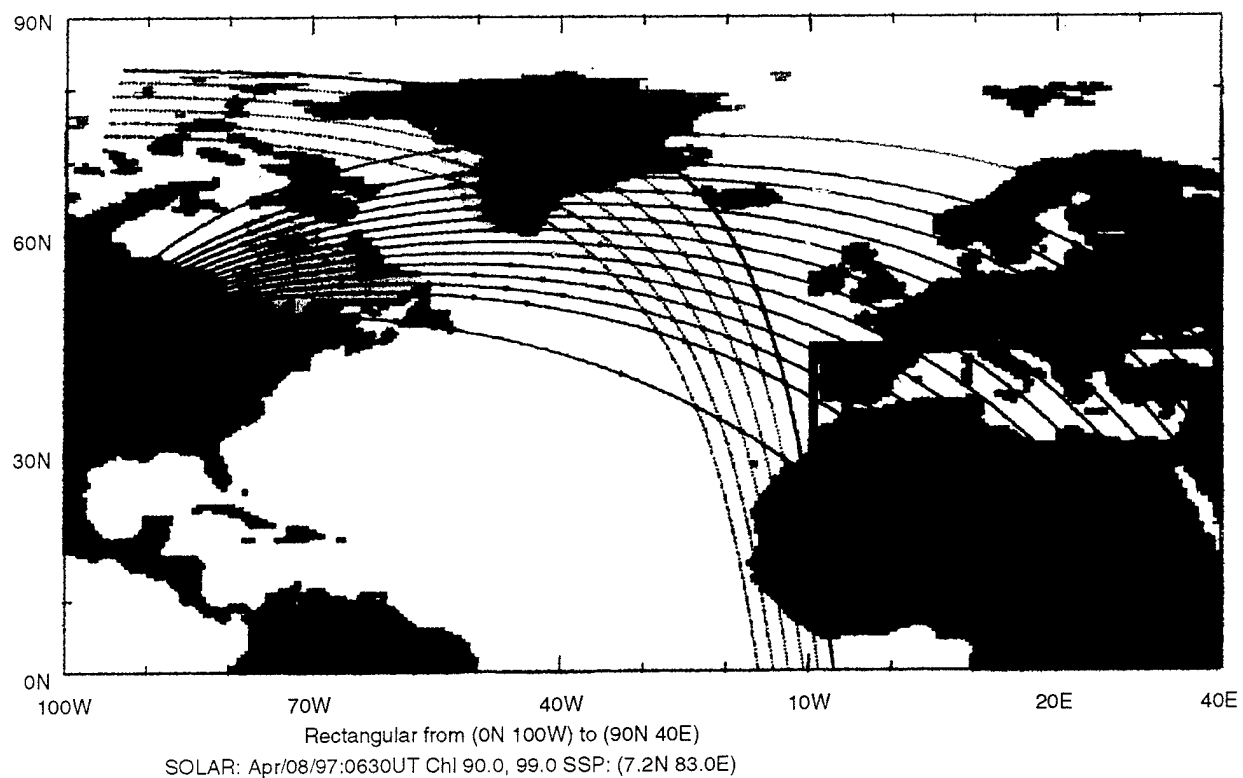 90N
60N
30N
0N
100W 70W 40W 10W 20E 40E
Rectangular from (0N 100W) to (90N 40E)
SOLAR: Apr/08/97:0630UT ChI 90.0, 99.0 SSP: (7.2N 83.0E)